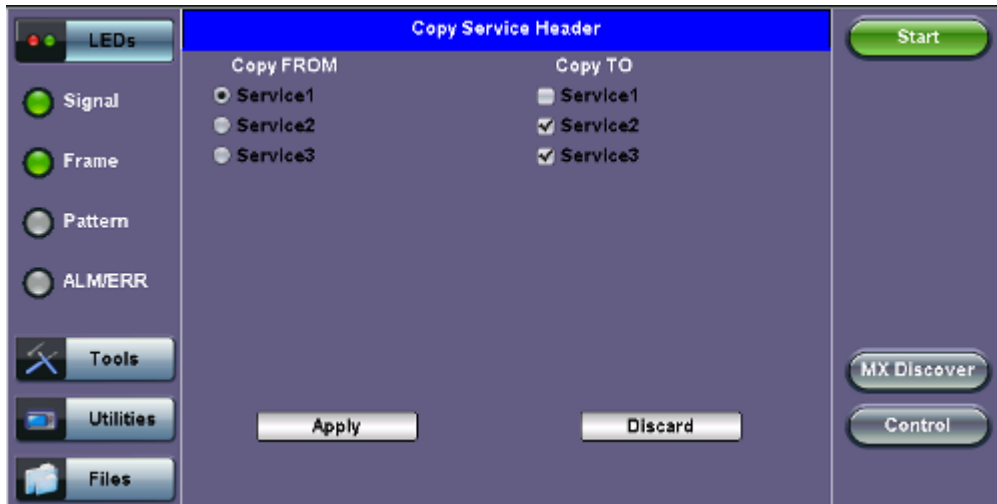 LEDs
Signal
Frame
Pattern
ALM/ERR
Tools
Utilities
Files
Copy Service Header
Copy FROM
Service1
Service2
Service3
Copy TO
Service1
Service2
Service3
Apply
Discard
Start
MX Discover
Control